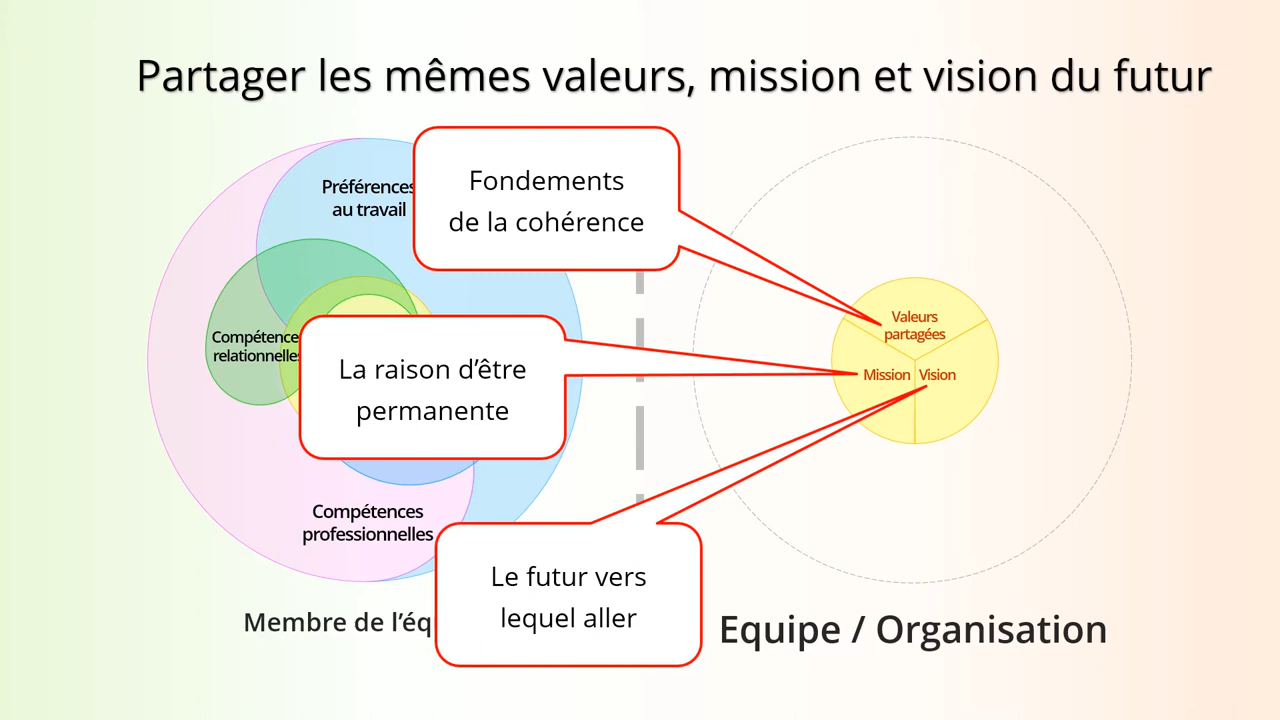 Partager les mêmes valeurs, mission et vision du futur
Préférences
au travail
Fondements
de la cohérence
Valeurs
partagées
Compétence
relationnelle
La raison d’être
permanente
Mission
Vision
Compétences
professionnelles
Le futur vers
lequel aller
Membre de l’éq
Equipe / Organisation